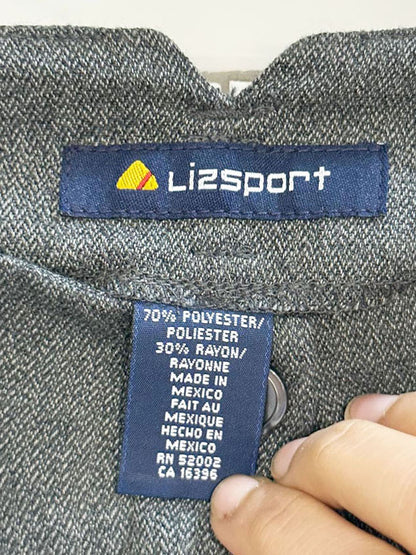 Lizsport
70% POLYESTER/
POLIESTER
30% RAYON/
RAYONNE
MADE IN
MEXICO
FAIT AU
MEXIQUE
HECHO EN
MEXICO
RN 52002
CA 16396